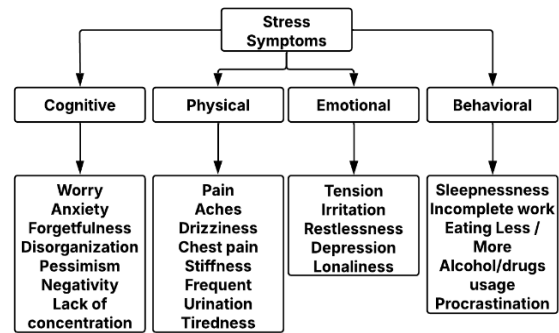 Stress
Symptoms
Cognitive
Physical
Emotional
Behavioral
Worry
Anxiety
Forgetfulness
Disorganization
Pessimism
Negativity
Lack of
concentration
Pain
Aches
Drizziness
Chest pain
Stiffness
Frequent
Urination
Tiredness
Tension
Irritation
Restlessness
Depression
Lonaliness
Sleepnessness
Incomplete work
Eating Less /
More
Alcohol/drugs
usage
Procrastination